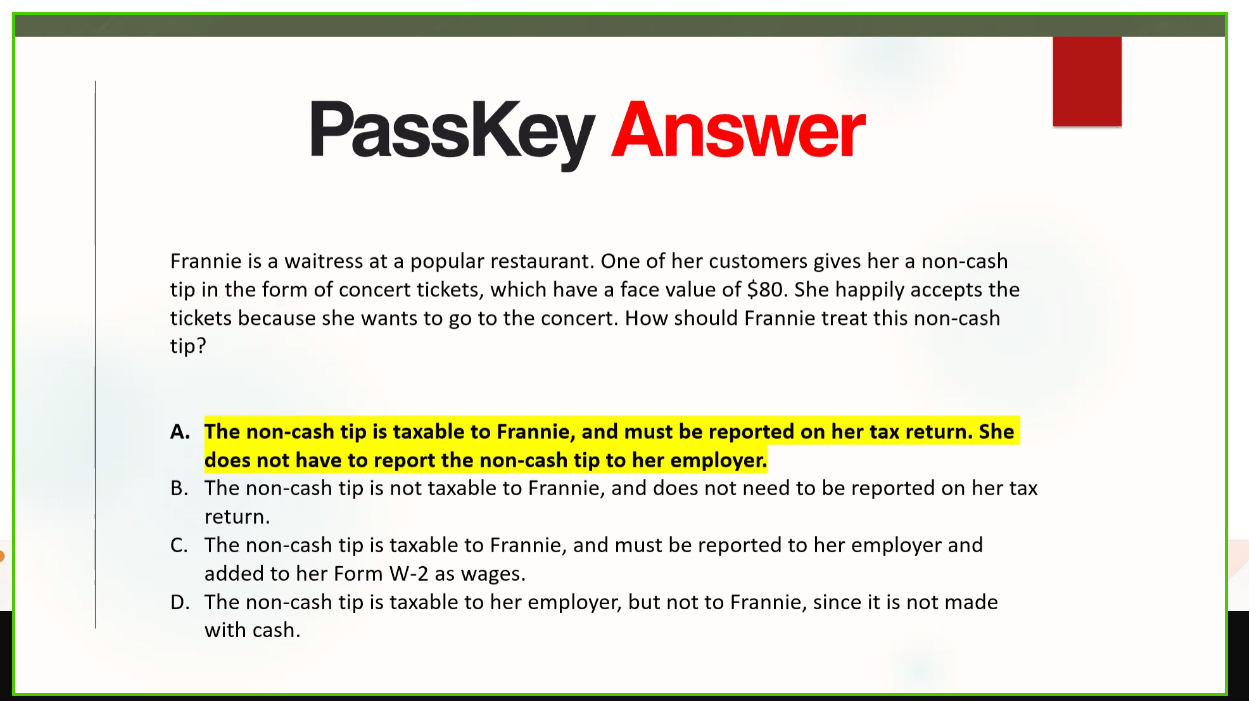 PassKey Answer
Frannie is a waitress at a popular restaurant. One of her customers gives her a non-cash
tip in the form of concert tickets, which have a face value of $80. She happily accepts the
tickets because she wants to go to the concert. How should Frannie treat this non-cash
tip?
A. The non-cash tip is taxable to Frannie, and must be reported on her tax return. She
does not have to report the non-cash tip to her employer.
B. The non-cash tip is not taxable to Frannie, and does not need to be reported on her tax
return.
C. The non-cash tip is taxable to Frannie, and must be reported to her employer and
added to her Form W-2 as wages.
D. The non-cash tip is taxable to her employer, but not to Frannie, since it is not made
with cash.